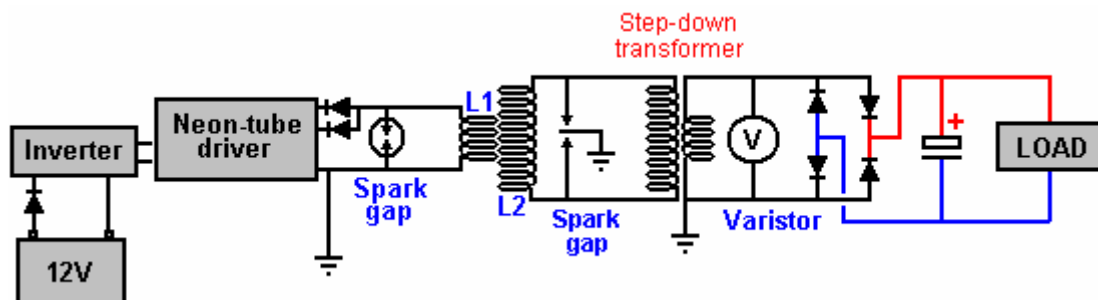 Step-down
transformer
L1
Neon-tube
driver
Inverter
V
+
LOAD
Spark
gap
L2
Spark
gap
Varistor
12V